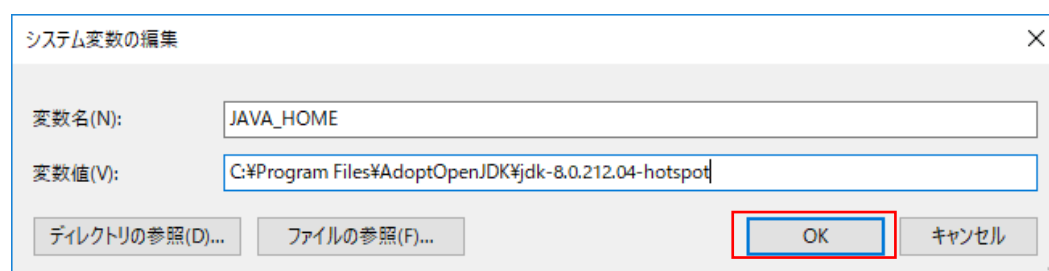 システム変数の編集
変数名(N):
JAVA_HOME
変数値(V):
C:¥Program Files¥AdoptOpenJDK¥jdk-8.0.212.04-hotspot
ディレクトリの参照(D)...
ファイルの参照(F)...
OK
キャンセル